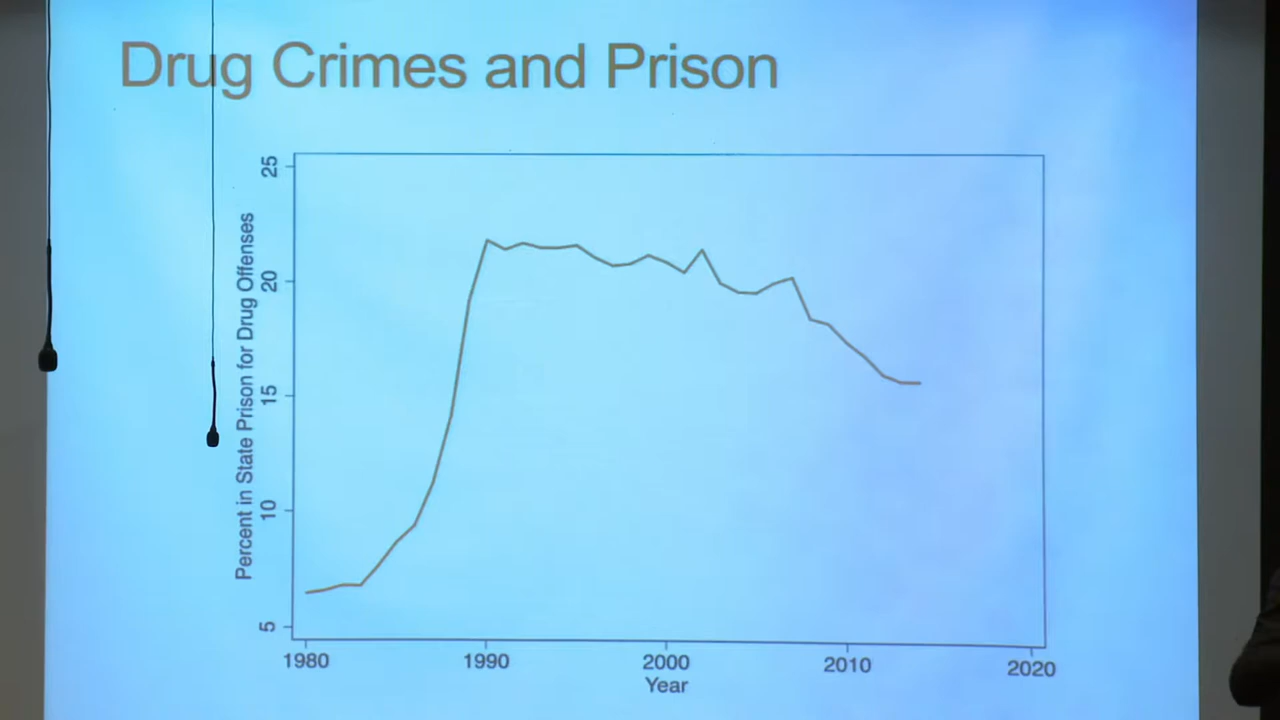 Drug Crimes and Prison
Percent in State Prison for Drug Offenses
25
20
15
10
5
1980 1990 2000 2010 2020
Year